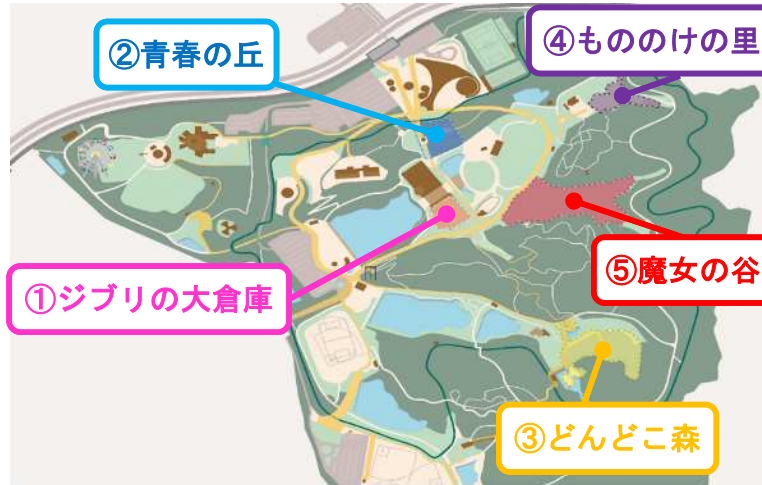 ②青春の丘
④もののけの里
①ジブリの大倉庫
⑤魔女の谷
③どんどこ森